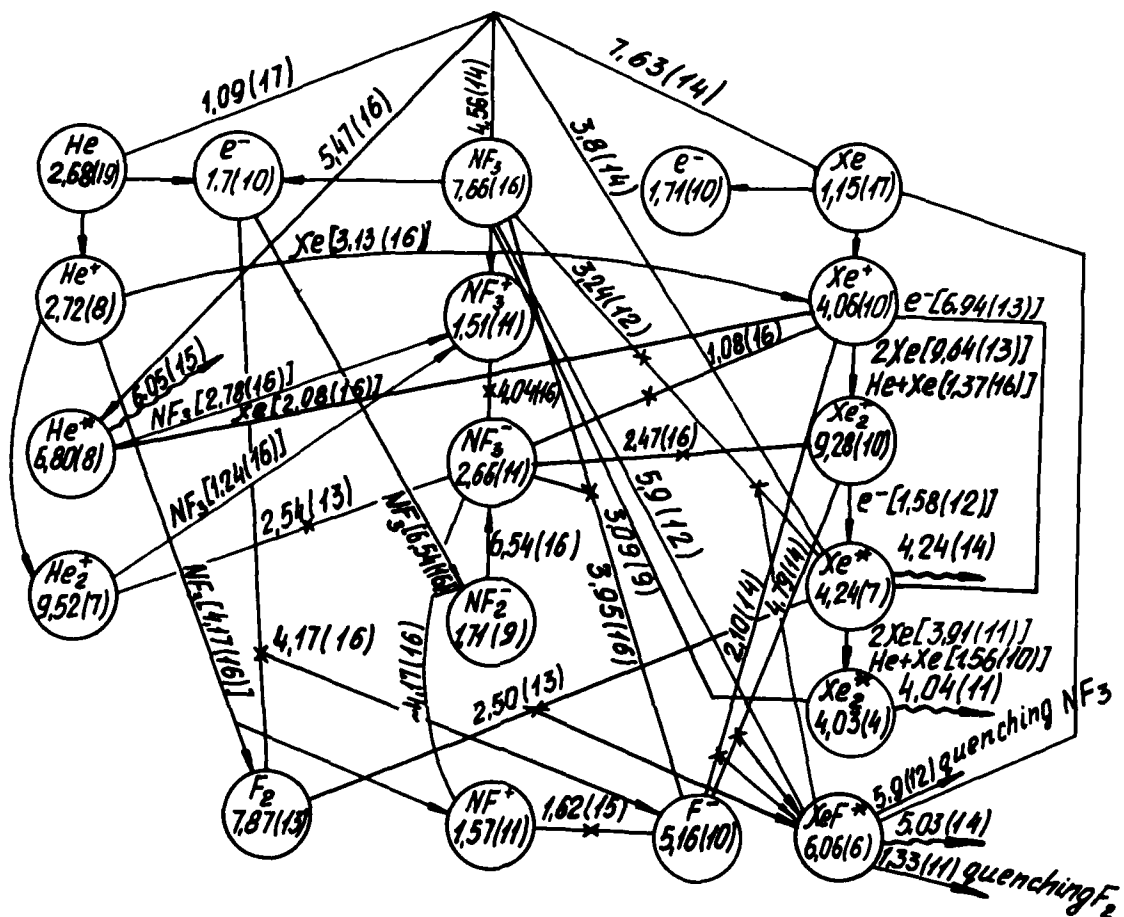 1,09(17)
5,47(16)
4,56(14)
7,63(14)
3,8(14)
He
2,68(19)
e⁻
1,7(10)
NF₃
7,66(16)
e⁻
1,71(10)
Xe
1,15(17)
Xe[3,13(16)]
He⁺
2,72(8)
NF₃⁺
1,51(11)
3,24(12)
Xe⁺
4,06(10)
e⁻[6,94(13)]
1,08(16)
2Xe[9,64(13)]
He+Xe[1,37(16)]
6,05(15)
NF₃[2,78(16)]
Xe[2,08(16)]
4,04(16)
He*
6,80(8)
NF₃⁻
2,66(11)
2,47(16)
Xe₂⁺
9,28(10)
NF₃[1,24(16)]
2,54(13)
NF₃[6,54(16)]
6,54(16)
5,9(12)
3,09(9)
3,95(16)
e⁻[1,58(12)]
4,24(14)
He₂⁺
9,52(7)
NF₂⁻
1,71(9)
Xe*
4,24(7)
NF₃[4,17(16)]
4,17(16)
4,17(16)
2,10(14)
4,79(14)
2Xe[3,91(11)]
He+Xe[1,56(10)]
2,50(13)
Xe₂*
4,03(4)
4,04(11)
5,9(12) quenching NF₃
F₂
7,87(13)
NF⁺
1,57(11)
1,62(15)
F⁻
5,16(10)
XeF*
6,06(6)
5,03(14)
1,33(11) quenching F₂